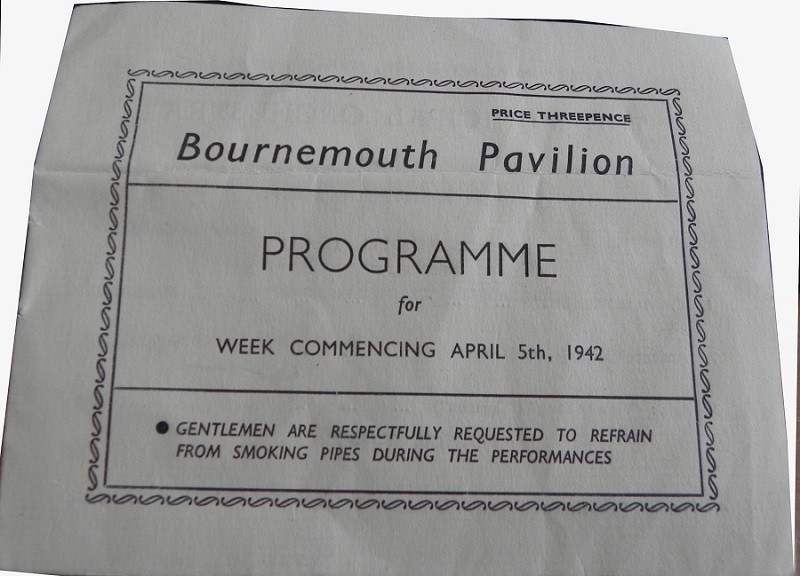 PRICE THREEPENCE
Bournemouth Pavilion
PROGRAMME
for
WEEK COMMENCING APRIL 5th, 1942
● GENTLEMEN ARE RESPECTFULLY REQUESTED TO REFRAIN
FROM SMOKING PIPES DURING THE PERFORMANCES